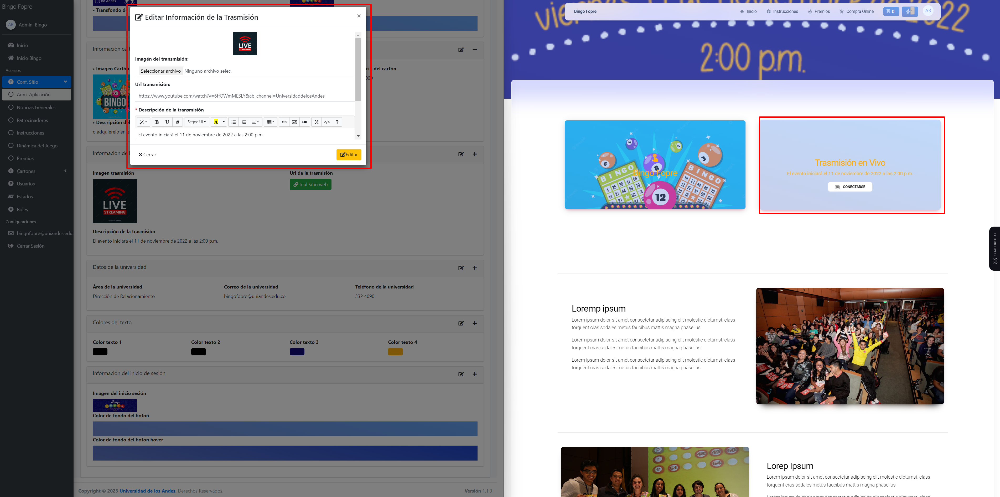 Bingo Fopre
AB Admin. Bingo
Inicio
Inicio Bingo
Accesos
Conf. Sitio
Adm. Aplicación
Noticias Generales
Patrocinadores
Instrucciones
Dinámica del Juego
Premios
Cartones
Usuarios
Estados
Roles
Configuraciones
bingofopre@uniandes.edu.
Cerrar Sesión
los Andes
• Transfondo de
Información cart
• Imagen Cartón
cio del cartón
000
BINGO
• Descripción del
o adquierelo en el
Editar Información de la Trasmisión
×
LIVE
STREAMING
Imagén del transmisión:
Seleccionar archivo Ninguno archivo selec.
Url transmisión:
https://www.youtube.com/watch?v=6ffOWmMESLY&ab_channel=UniversidaddelosAndes
* Descripción de la transmisión
B U Segoe UI A </> ?
El evento iniciará el 11 de noviembre de 2022 a las 2:00 p.m.
Cerrar
Editar
Información de l
Imagen trasmisión
Url de la trasmisión
Ir al Sitio web
LIVE
STREAMING
Descripción de la trasmisión
El evento iniciará el 11 de noviembre de 2022 a las 2:00 p.m.
Datos de la universidad
Área de la universidad
Correo de la universidad
Teléfono de la universidad
Dirección de Relacionamiento
bingofopre@uniandes.edu.co
332 4090
Colores del texto
Color texto 1
Color texto 2
Color texto 3
Color texto 4
Información del inicio de sesión
Imagen del inicio sesión
Bingo
Color de fondo del boton
Color de fondo del boton hover
Copyright © 2023 Universidad de los Andes. Derechos Reservados.
Versión 1.1.0
Bingo Fopre
Inicio
Instrucciones
Premios
Compra Online
0
AB
2:00 p.m.
Bingo Fopre
BINGO
4 25 38 47 64
7 28 42 48 70
14 27 44 59 73
BINGO
10 21 44 48 70
12 22 32 60 66
6 5 8 7 3 12
Trasmisión en Vivo
El evento iniciará el 11 de noviembre de 2022 a las 2:00 p.m.
CONECTARSE
BLACKBOX AI
Loremp ipsum
Lorem ipsum dolor sit amet consectetur adipiscing elit molestie dictumst, class
torquent cras sodales metus faucibus mattis magna phasellus
Lorem ipsum dolor sit amet consectetur adipiscing elit molestie dictumst, class
torquent cras sodales metus faucibus mattis magna phasellus
Lorem ipsum dolor sit amet consectetur adipiscing elit molestie dictumst, class
torquent cras sodales metus faucibus mattis magna phasellus
P 48 49 50
r 64
e 61
Lorep Ipsum
Lorem ipsum dolor sit amet consectetur adipiscing elit molestie dictumst, class
torquent cras sodales metus faucibus mattis magna phasellus